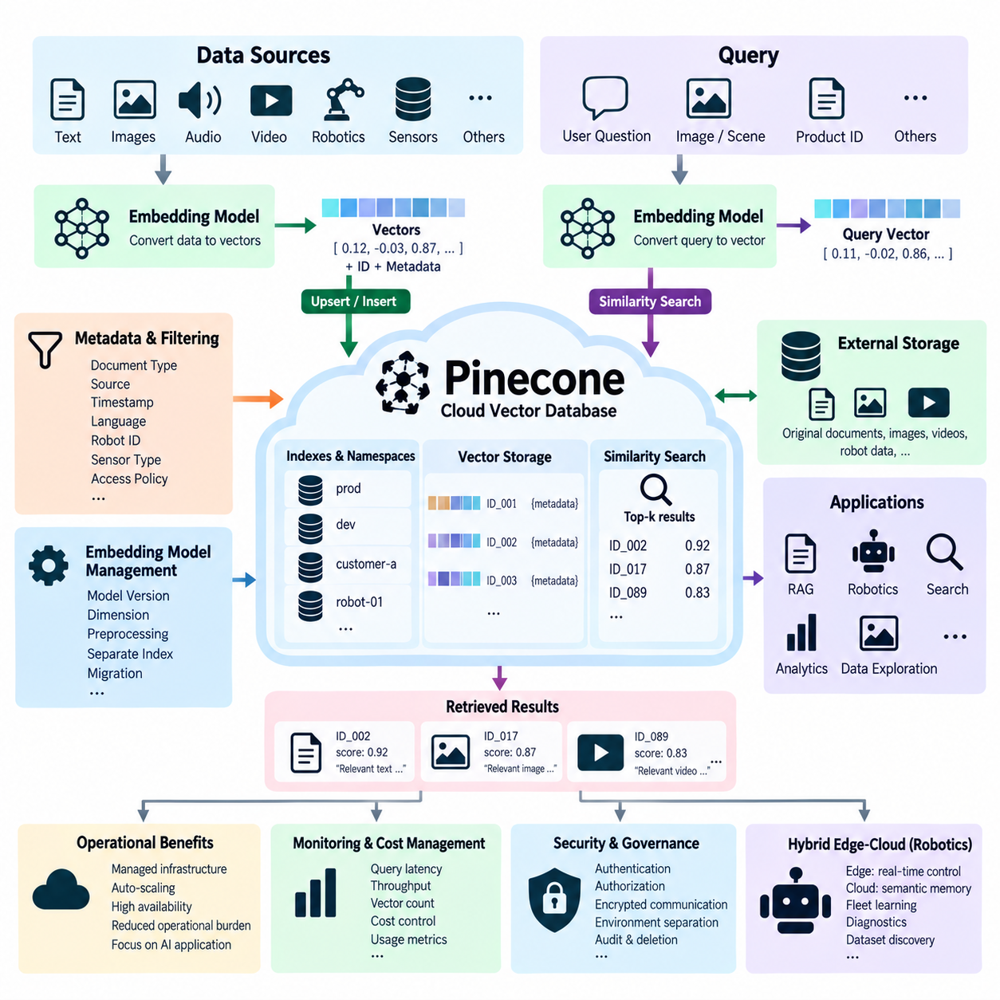 Data Sources
Text
Images
Audio
Video
Robotics
Sensors
...
Others
Query
User Question
Image / Scene
Product ID
...
Others
Embedding Model
Convert data to vectors
Vectors
[ 0.12, -0.03, 0.87, ... ]
+ ID + Metadata
Embedding Model
Convert query to vector
Query Vector
[ 0.11, -0.02, 0.86, ... ]
Upsert / Insert
Similarity Search
Metadata & Filtering
Document Type
Source
Timestamp
Language
Robot ID
Sensor Type
Access Policy
...
Embedding Model
Management
Model Version
Dimension
Preprocessing
Separate Index
Migration
...
Pinecone
Cloud Vector Database
Indexes & Namespaces
prod
dev
customer-a
robot-01
...
Vector Storage
ID_001 {metadata}
ID_002 {metadata}
ID_003 {metadata}
...
Similarity Search
Top-k results
ID_002 0.92
ID_017 0.87
ID_089 0.83
...
External Storage
Original documents, images, videos,
robot data, ...
Applications
RAG
Robotics
Search
Analytics
Data Exploration
...
Retrieved Results
ID_002
score: 0.92
"Relevant text ..."
ID_017
score: 0.87
"Relevant image ..."
ID_089
score: 0.83
"Relevant video ..."
...
Operational Benefits
Managed infrastructure
Auto-scaling
High availability
Reduced operational burden
Focus on AI application
Monitoring & Cost Management
Query latency
Throughput
Vector count
Cost control
Usage metrics
...
Security & Governance
Authentication
Authorization
Encrypted communication
Environment separation
Audit & deletion
...
Hybrid Edge-Cloud (Robotics)
Edge: real-time control
Cloud: semantic memory
Fleet learning
Diagnostics
Dataset discovery
...